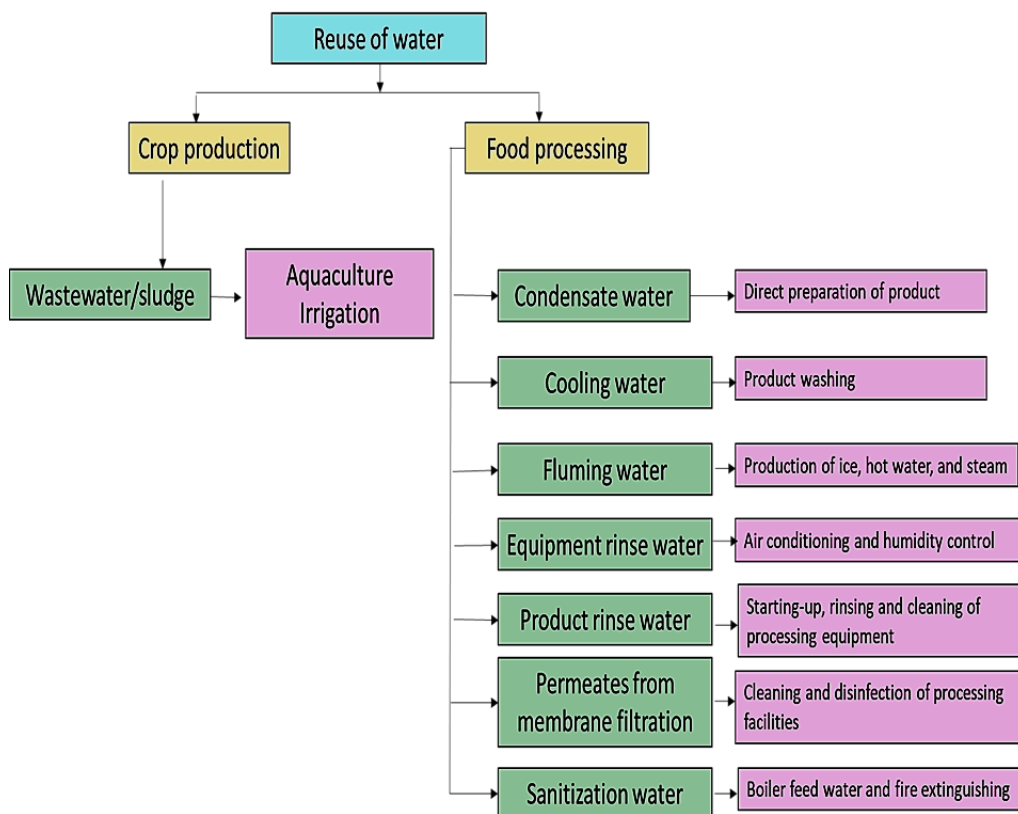 Reuse of water
Crop production
Food processing
Wastewater/sludge
Aquaculture
Irrigation
Condensate water
Direct preparation of product
Cooling water
Product washing
Fluming water
Production of ice, hot water, and steam
Equipment rinse water
Air conditioning and humidity control
Product rinse water
Starting-up, rinsing and cleaning of
processing equipment
Permeates from
membrane filtration
Cleaning and disinfection of processing
facilities
Sanitization water
Boiler feed water and fire extinguishing